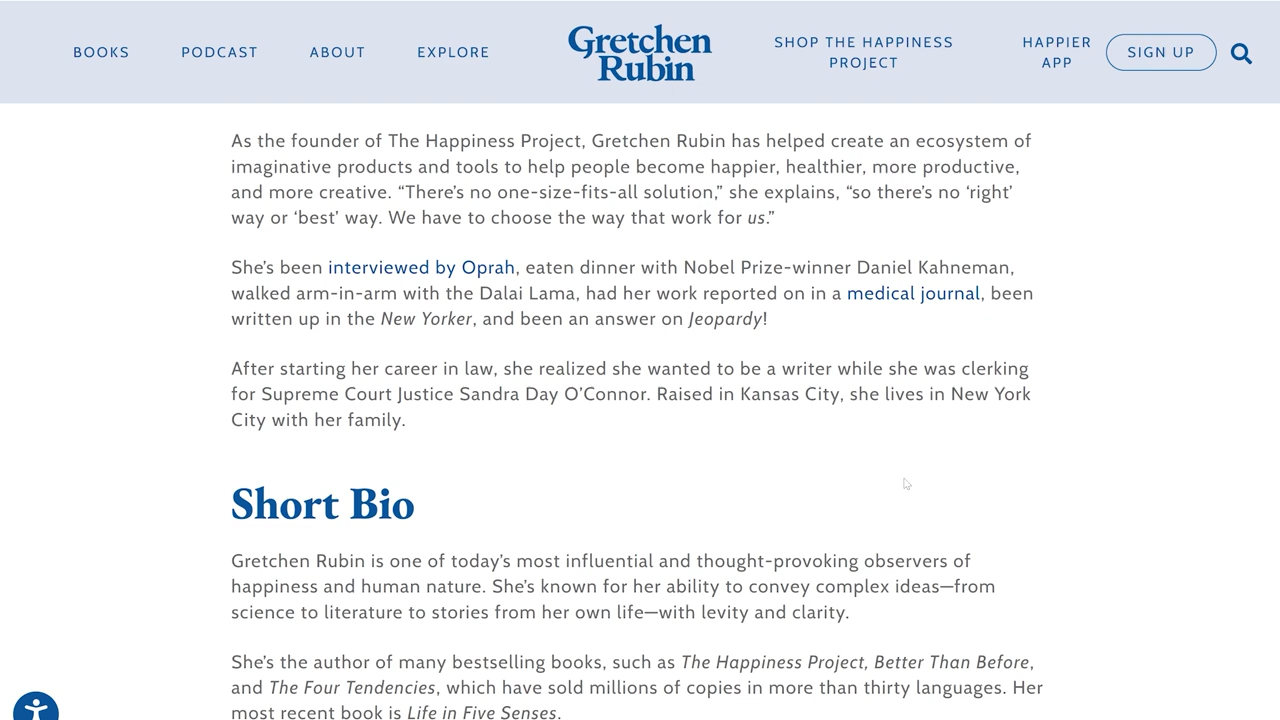 BOOKS
PODCAST
ABOUT
EXPLORE
Gretchen
Rubin
SHOP THE HAPPINESS
PROJECT
HAPPIER
APP
SIGN UP
As the founder of The Happiness Project, Gretchen Rubin has helped create an ecosystem of
imaginative products and tools to help people become happier, healthier, more productive,
and more creative. “There’s no one-size-fits-all solution,” she explains, “so there’s no ‘right’
way or ‘best’ way. We have to choose the way that work for us.”
She’s been interviewed by Oprah, eaten dinner with Nobel Prize-winner Daniel Kahneman,
walked arm-in-arm with the Dalai Lama, had her work reported on in a medical journal, been
written up in the New Yorker, and been an answer on Jeopardy!
After starting her career in law, she realized she wanted to be a writer while she was clerking
for Supreme Court Justice Sandra Day O’Connor. Raised in Kansas City, she lives in New York
City with her family.
Short Bio
Gretchen Rubin is one of today’s most influential and thought-provoking observers of
happiness and human nature. She’s known for her ability to convey complex ideas—from
science to literature to stories from her own life—with levity and clarity.
She’s the author of many bestselling books, such as The Happiness Project, Better Than Before,
and The Four Tendencies, which have sold millions of copies in more than thirty languages. Her
most recent book is Life in Five Senses.